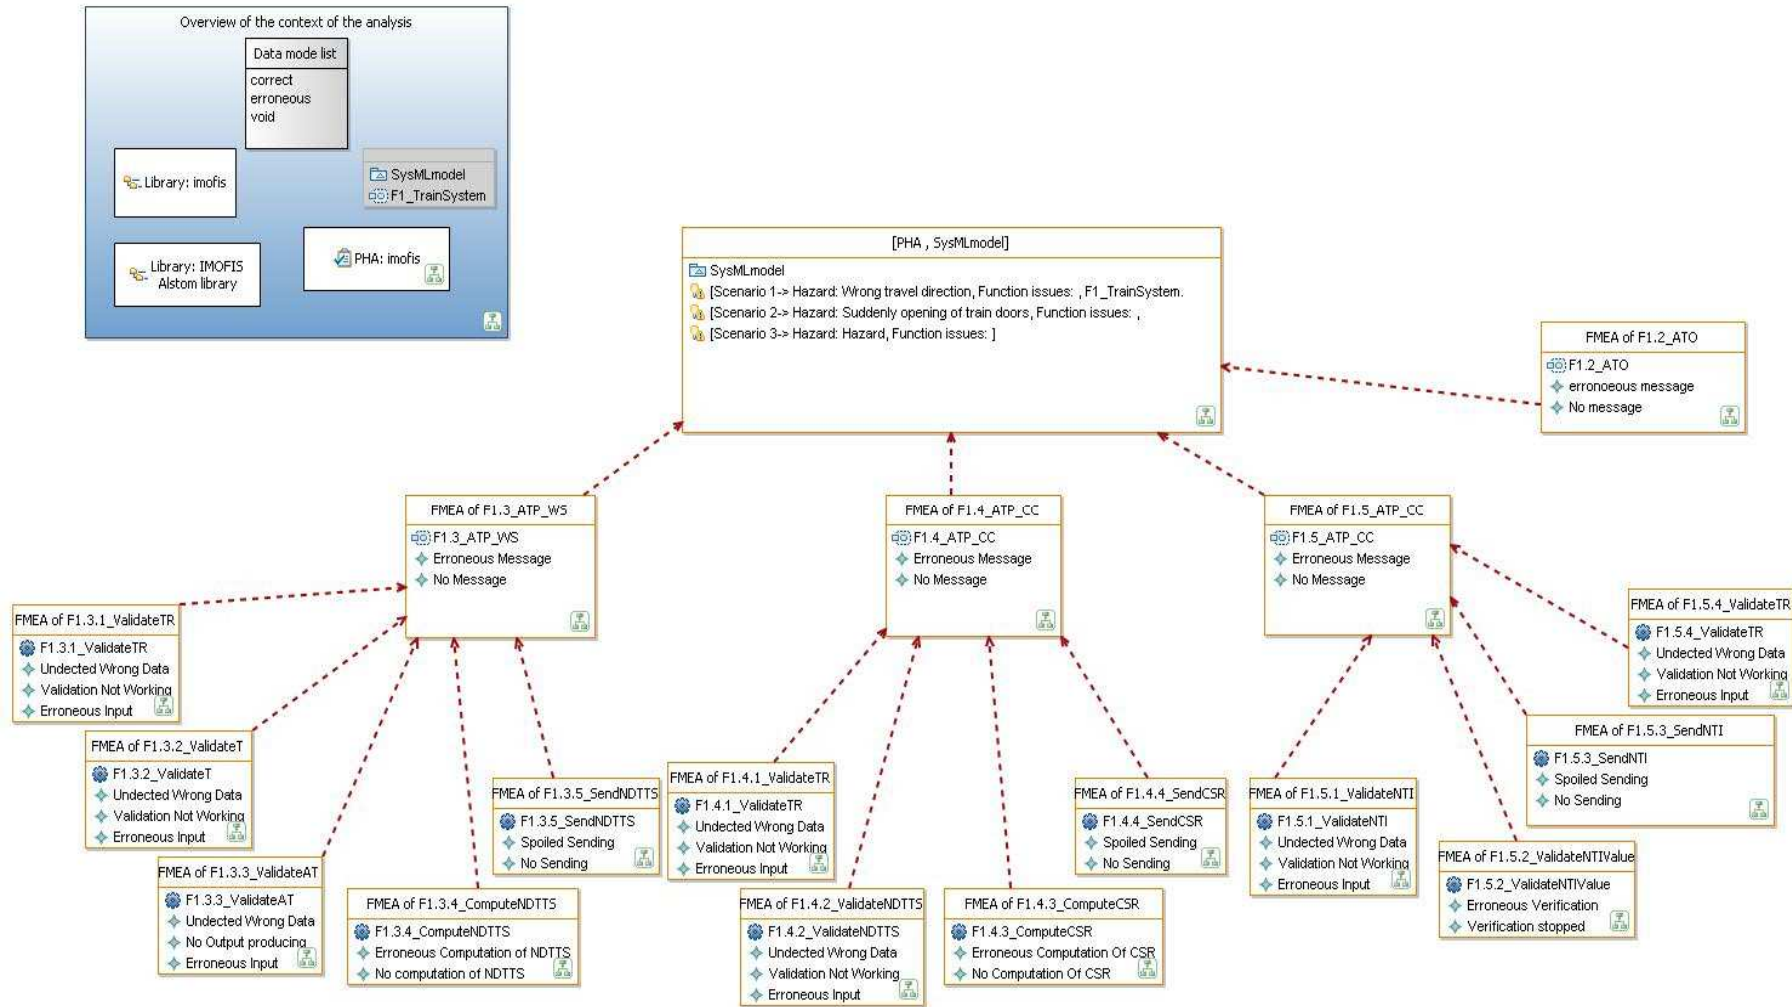 Overview of the context of the analysis
Data mode list
correct
erroneous
void
Library: imofis
SysMLmodel
F1_TrainSystem
Library: IMOFIS
Alstom library
PHA: imofis
[PHA , SysMLmodel]
SysMLmodel
[Scenario 1-> Hazard: Wrong travel direction, Function issues: , F1_TrainSystem.
[Scenario 2-> Hazard: Suddenly opening of train doors, Function issues: ,
[Scenario 3-> Hazard: Hazard, Function issues: ]
FMEA of F1.2_ATO
F1.2_ATO
erronoeous message
No message
FMEA of F1.3_ATP_WS
F1.3_ATP_WS
Erroneous Message
No Message
FMEA of F1.4_ATP_CC
F1.4_ATP_CC
Erroneous Message
No Message
FMEA of F1.5_ATP_CC
F1.5_ATP_CC
Erroneous Message
No Message
FMEA of F1.3.1_ValidateTR
F1.3.1_ValidateTR
Undected Wrong Data
Validation Not Working
Erroneous Input
FMEA of F1.5.4_ValidateTR
F1.5.4_ValidateTR
Undected Wrong Data
Validation Not Working
Erroneous Input
FMEA of F1.3.2_ValidateT
F1.3.2_ValidateT
Undected Wrong Data
Validation Not Working
Erroneous Input
FMEA of F1.5.3_SendNTI
F1.5.3_SendNTI
Spoiled Sending
No Sending
FMEA of F1.3.5_SendNDTTS
F1.3.5_SendNDTTS
Spoiled Sending
No Sending
FMEA of F1.4.1_ValidateTR
F1.4.1_ValidateTR
Undected Wrong Data
Validation Not Working
Erroneous Input
FMEA of F1.4.4_SendCSR
F1.4.4_SendCSR
Spoiled Sending
No Sending
FMEA of F1.5.1_ValidateNTI
F1.5.1_ValidateNTI
Undected Wrong Data
Validation Not Working
Erroneous Input
FMEA of F1.5.2_ValidateNTIValue
F1.5.2_ValidateNTIValue
Erroneous Verification
Verification stopped
FMEA of F1.3.3_ValidateAT
F1.3.3_ValidateAT
Undected Wrong Data
No Output producing
Erroneous Input
FMEA of F1.3.4_ComputeNDTTS
F1.3.4_ComputeNDTTS
Erroneous Computation of NDTTS
No computation of NDTTS
FMEA of F1.4.2_ValidateNDTTS
F1.4.2_ValidateNDTTS
Undected Wrong Data
Validation Not Working
Erroneous Input
FMEA of F1.4.3_ComputeCSR
F1.4.3_ComputeCSR
Erroneous Computation Of CSR
No Computation Of CSR